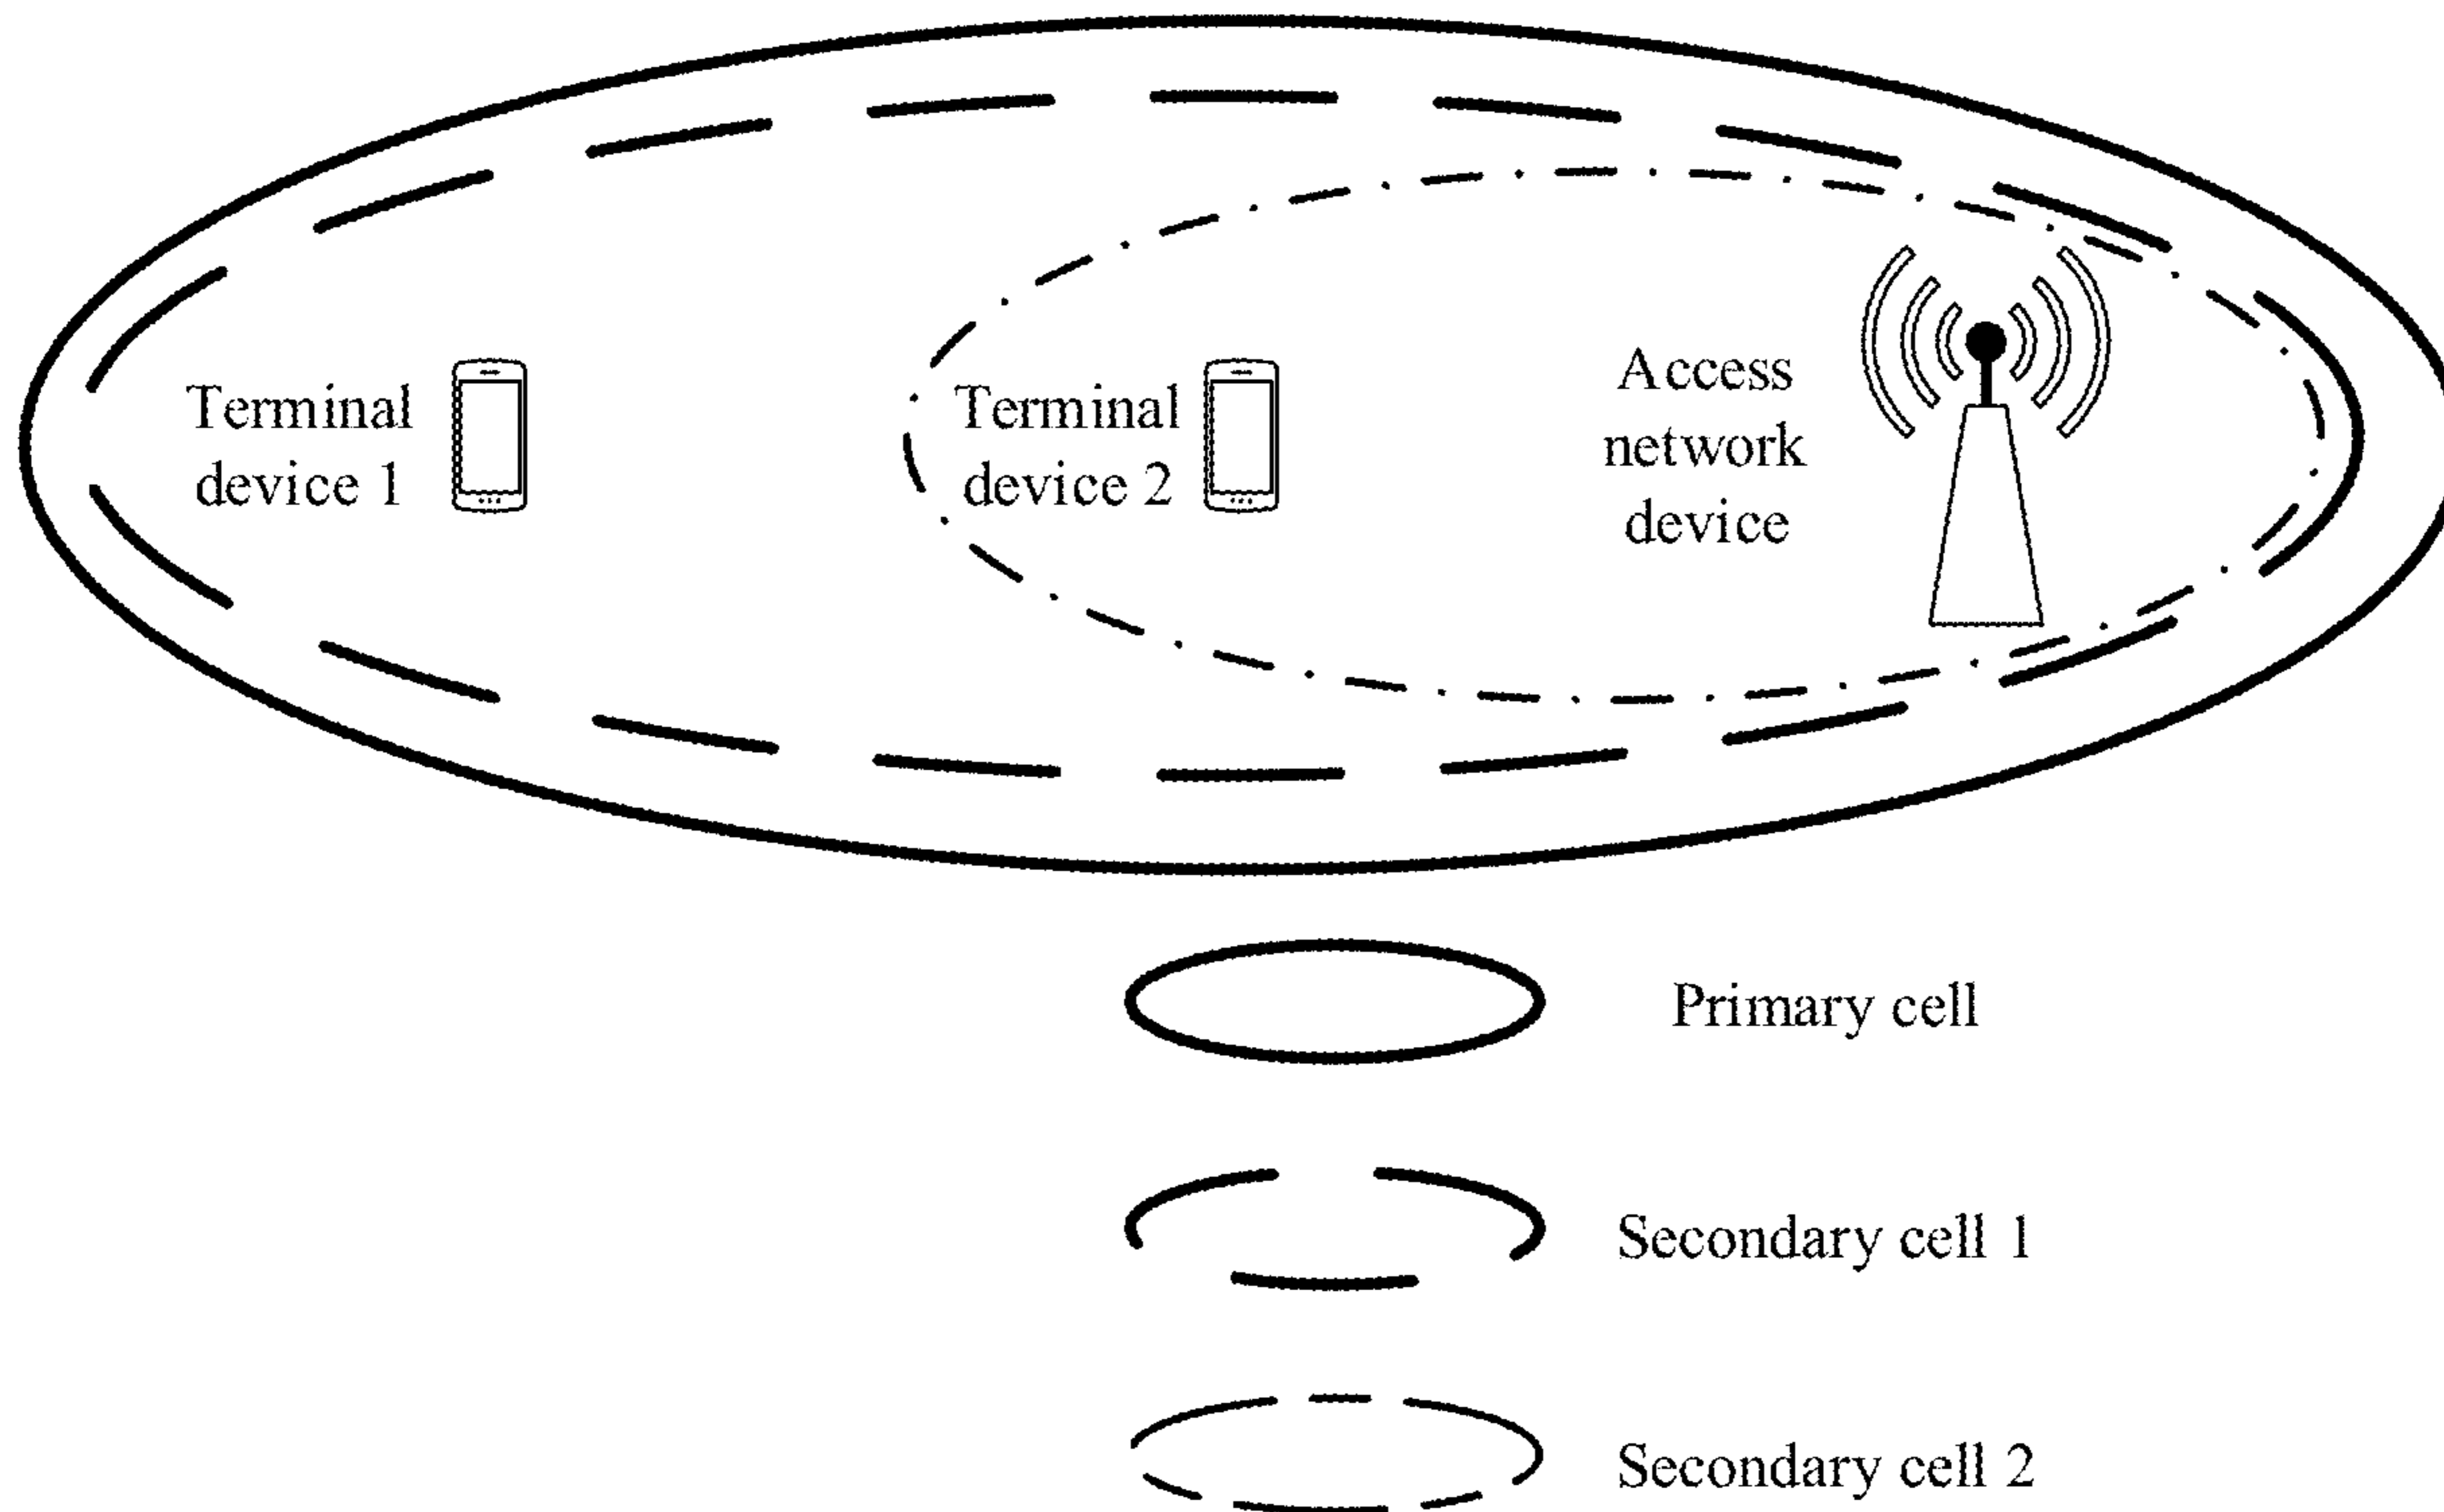 Terminal
device 1
Terminal
device 2
Access
network
device
Primary cell
Secondary cell 1
Secondary cell 2